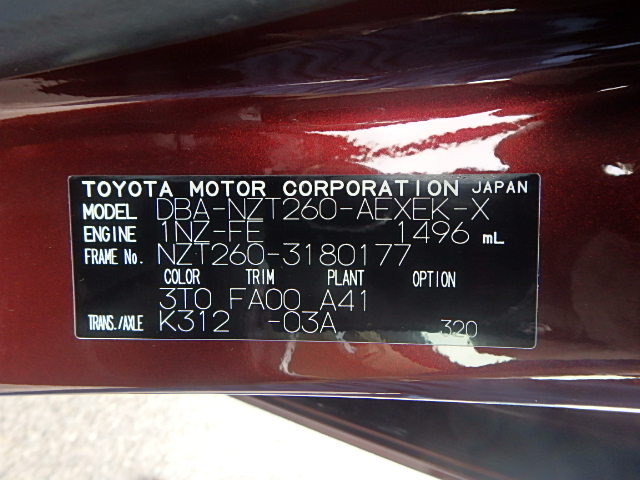 TOYOTA MOTOR CORPORATION JAPAN
MODEL DBA-NZT260-AEXEK-X
ENGINE 1NZ-FE 1496 mL
FRAME No. NZT260-3180177
COLOR TRIM PLANT OPTION
3T0 FA00 A41
TRANS./AXLE K312 -03A 320